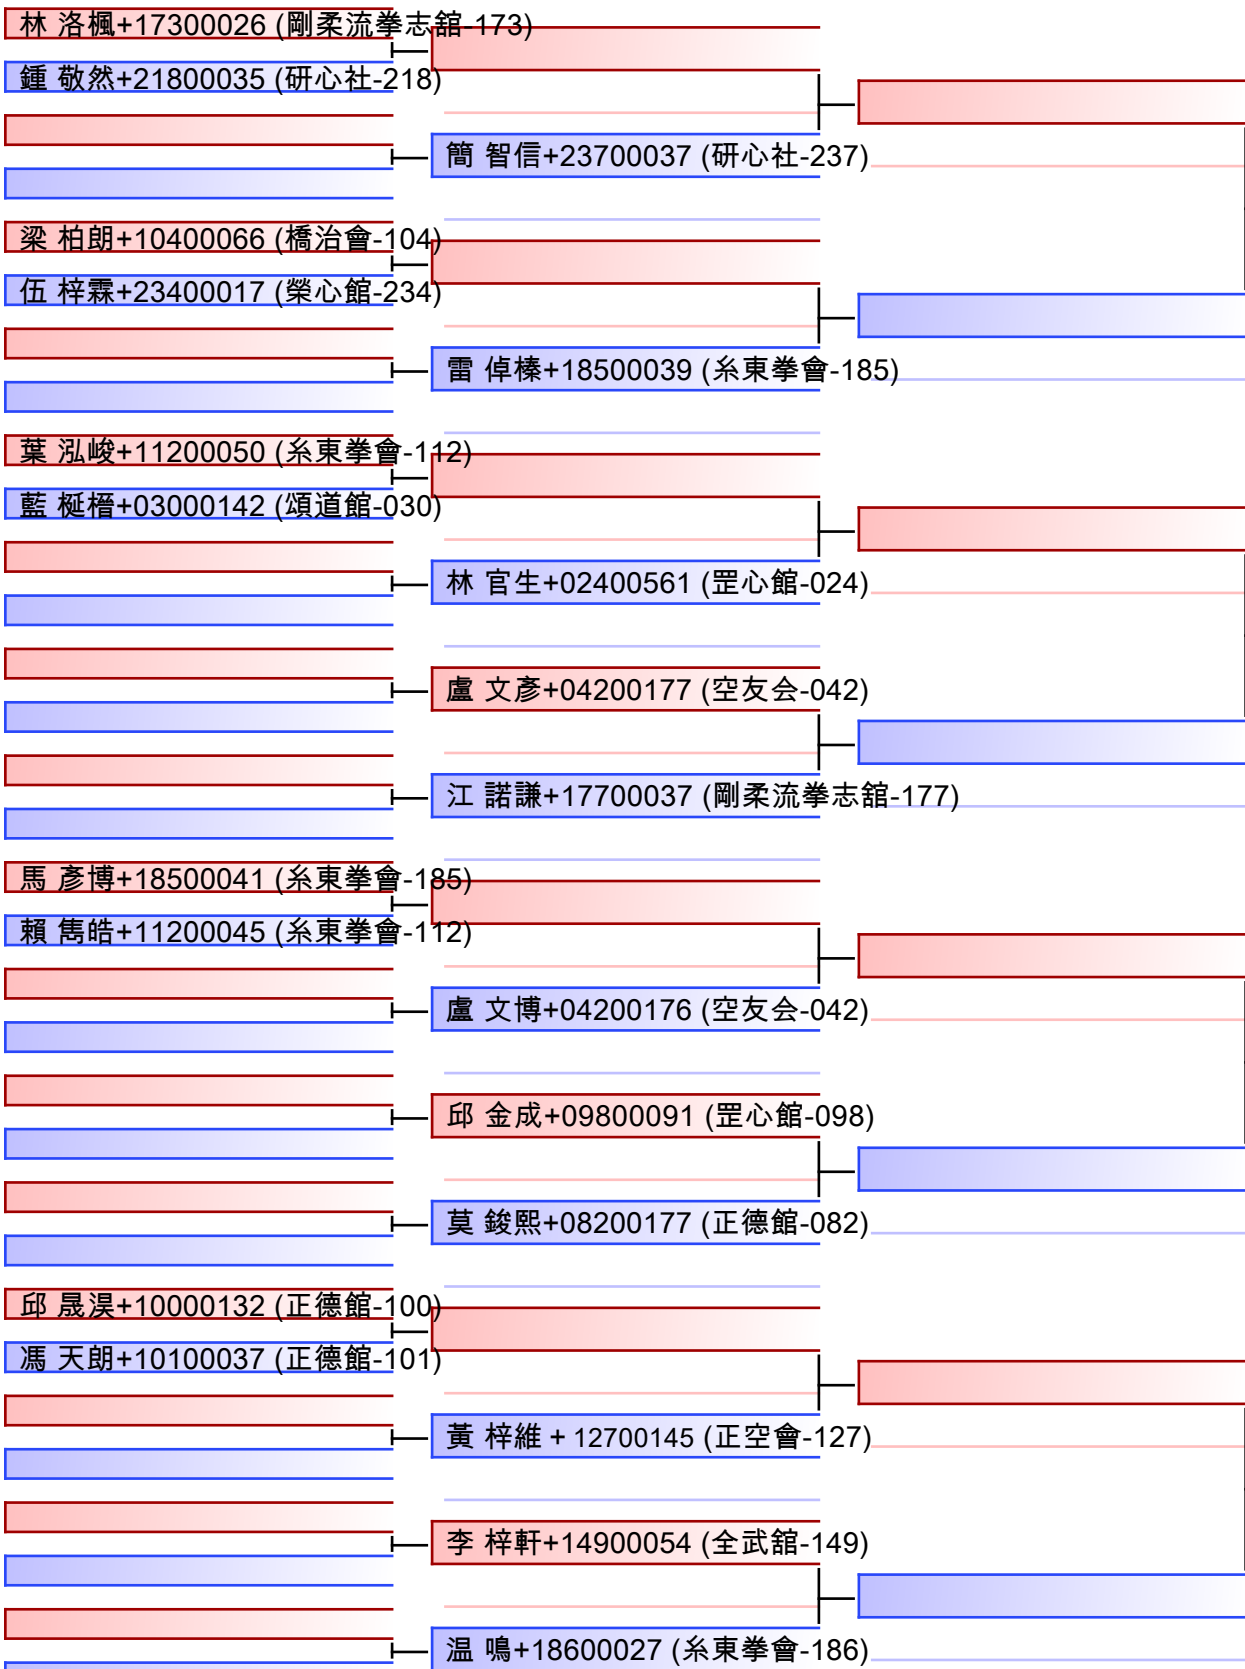 林 洛楓+17300026 (剛柔流拳志舘-173)
鍾 敬然+21800035 (研心社-218)
簡 智信+23700037 (研心社-237)
梁 柏朗+10400066 (橋治會-104)
伍 梓霖+23400017 (榮心館-234)
雷 倬榛+18500039 (糸東拳會-185)
葉 泓峻+11200050 (糸東拳會-112)
藍 梴榗+03000142 (頌道館-030)
林 官生+02400561 (罡心館-024)
盧 文彥+04200177 (空友会-042)
江 諾謙+17700037 (剛柔流拳志舘-177)
馬 彥博+18500041 (糸東拳會-185)
賴 雋皓+11200045 (糸東拳會-112)
盧 文博+04200176 (空友会-042)
邱 金成+09800091 (罡心館-098)
莫 鋑熙+08200177 (正德館-082)
邱 晟淏+10000132 (正德館-100)
馮 天朗+10100037 (正德館-101)
黃 梓維 + 12700145 (正空會-127)
李 梓軒+14900054 (全武舘-149)
温 鳴+18600027 (糸東拳會-186)